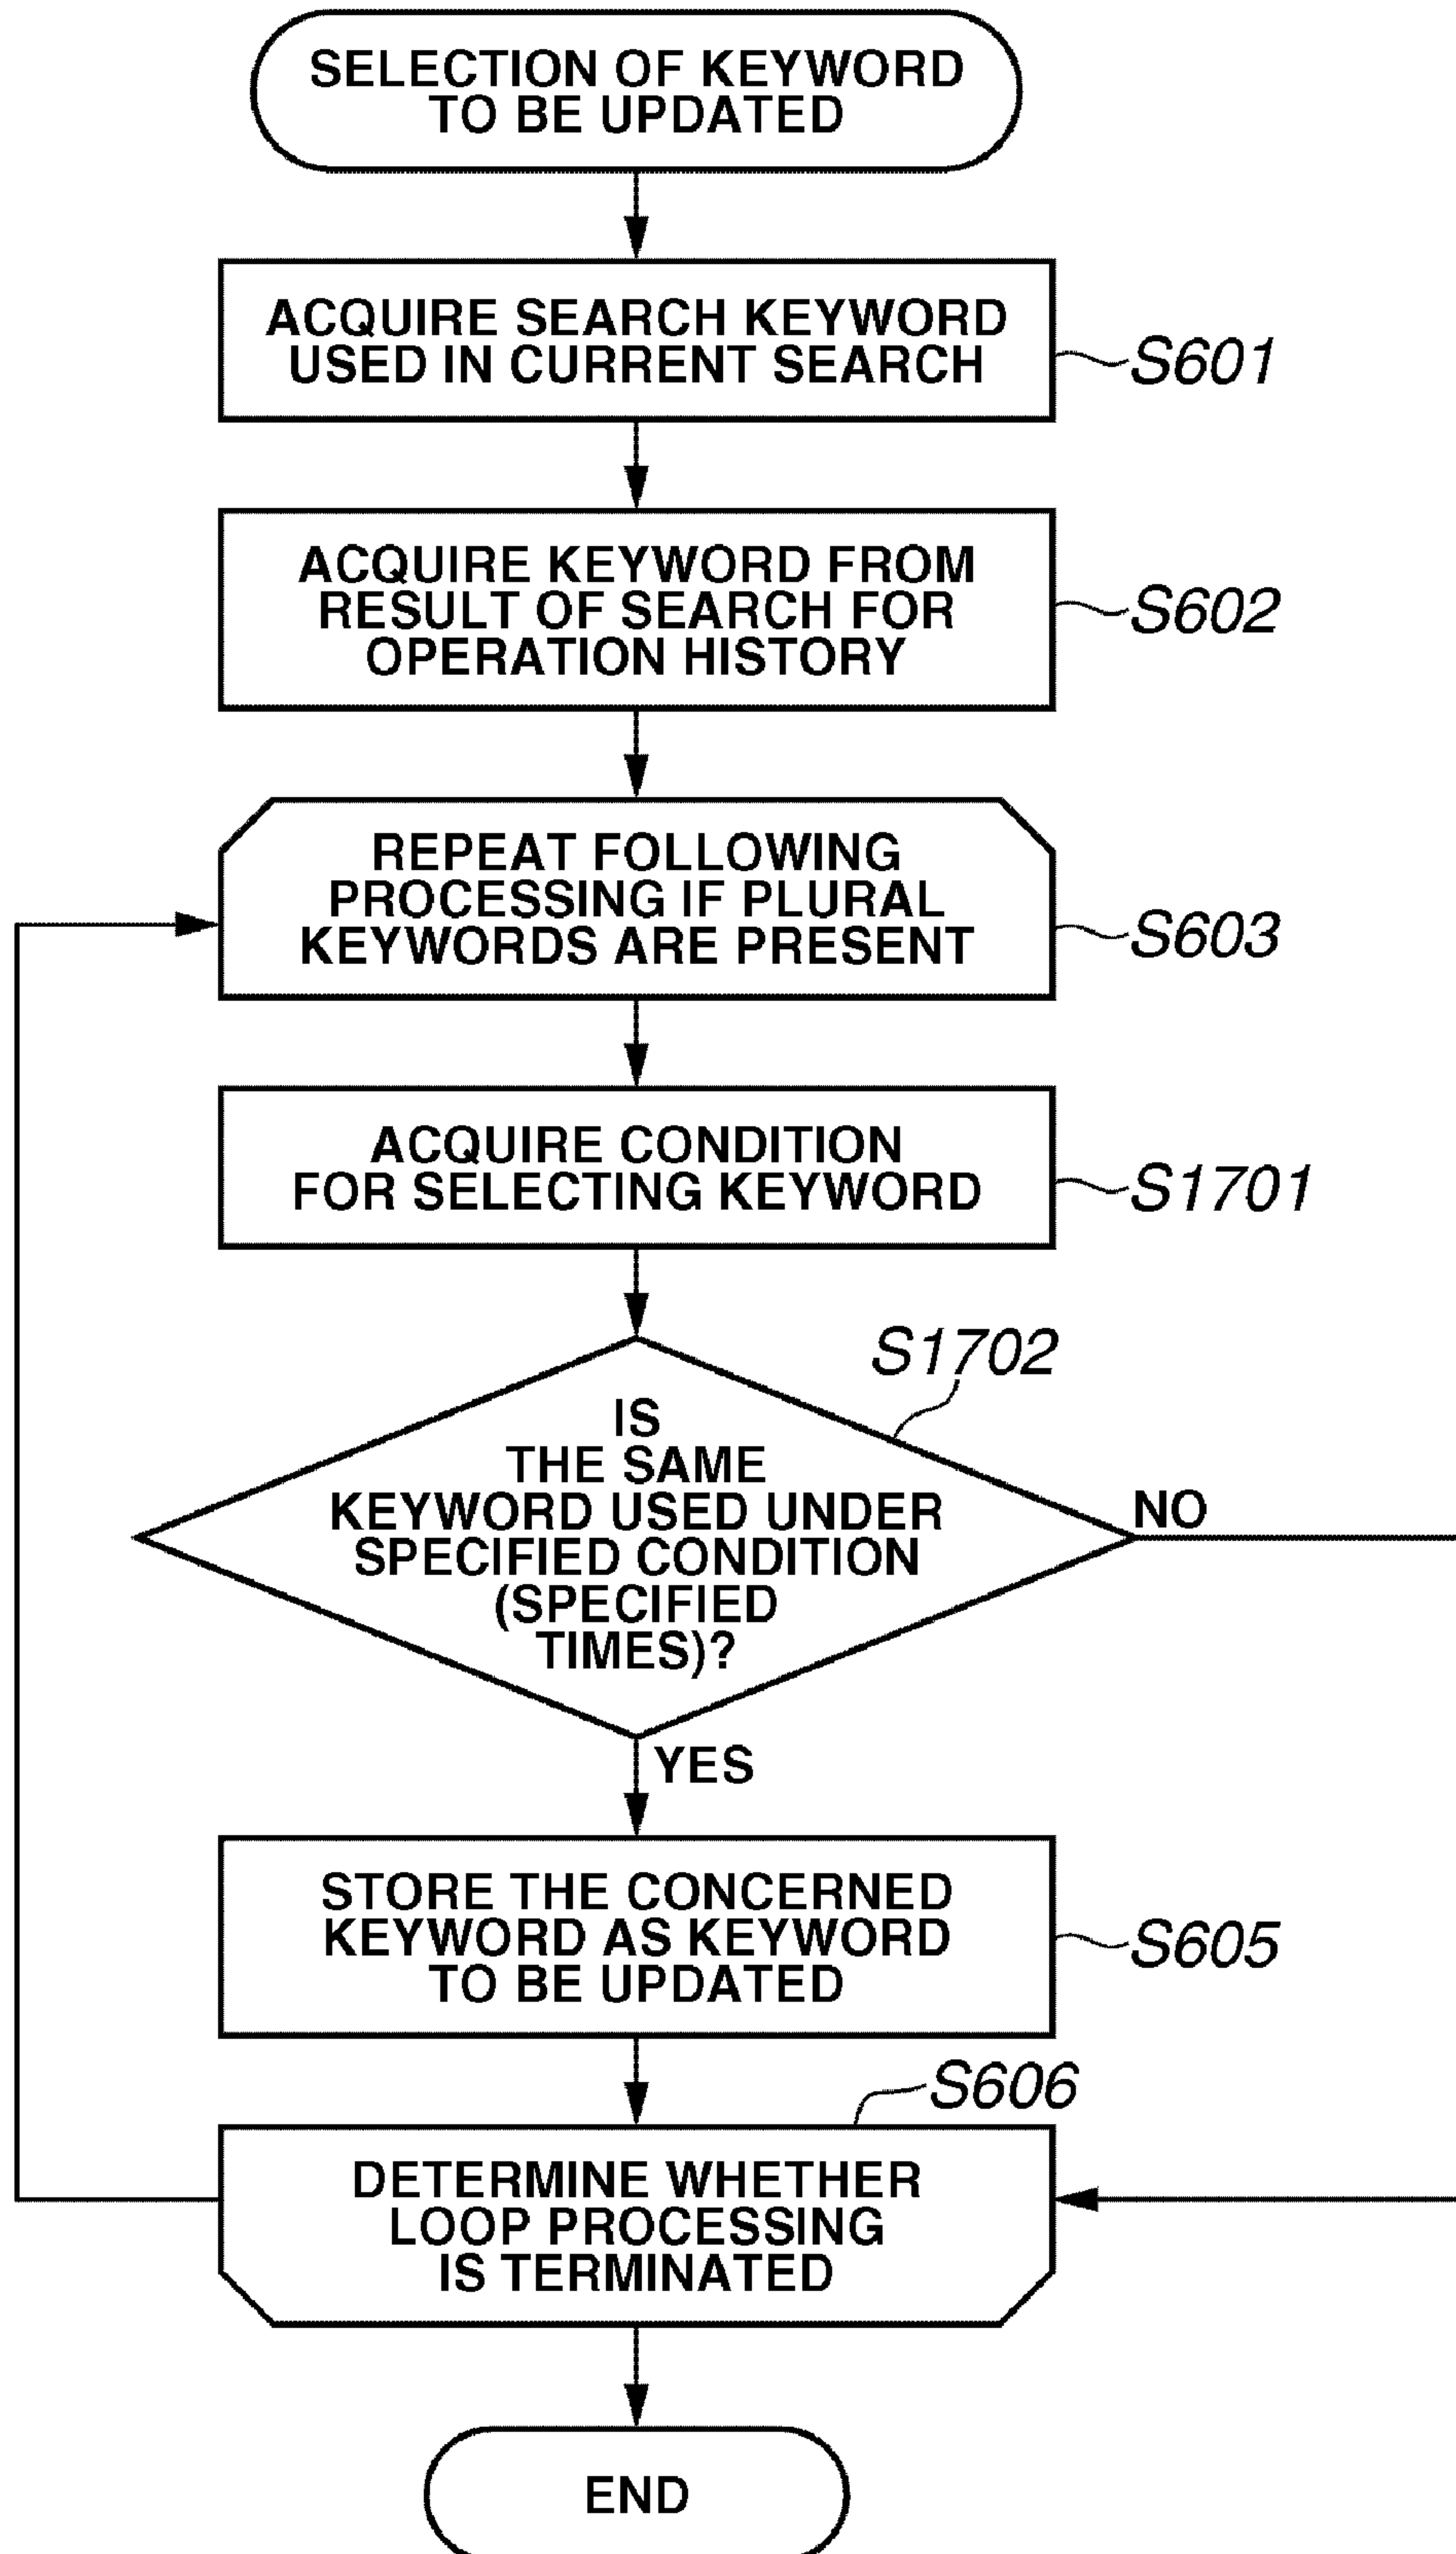 SELECTION OF KEYWORD
TO BE UPDATED
ACQUIRE SEARCH KEYWORD
USED IN CURRENT SEARCH
S601
ACQUIRE KEYWORD FROM
RESULT OF SEARCH FOR
OPERATION HISTORY
S602
REPEAT FOLLOWING
PROCESSING IF PLURAL
KEYWORDS ARE PRESENT
S603
ACQUIRE CONDITION
FOR SELECTING KEYWORD
S1701
S1702
IS
THE SAME
KEYWORD USED UNDER
SPECIFIED CONDITION
(SPECIFIED
TIMES)?
NO
YES
STORE THE CONCERNED
KEYWORD AS KEYWORD
TO BE UPDATED
S605
S606
DETERMINE WHETHER
LOOP PROCESSING
IS TERMINATED
END